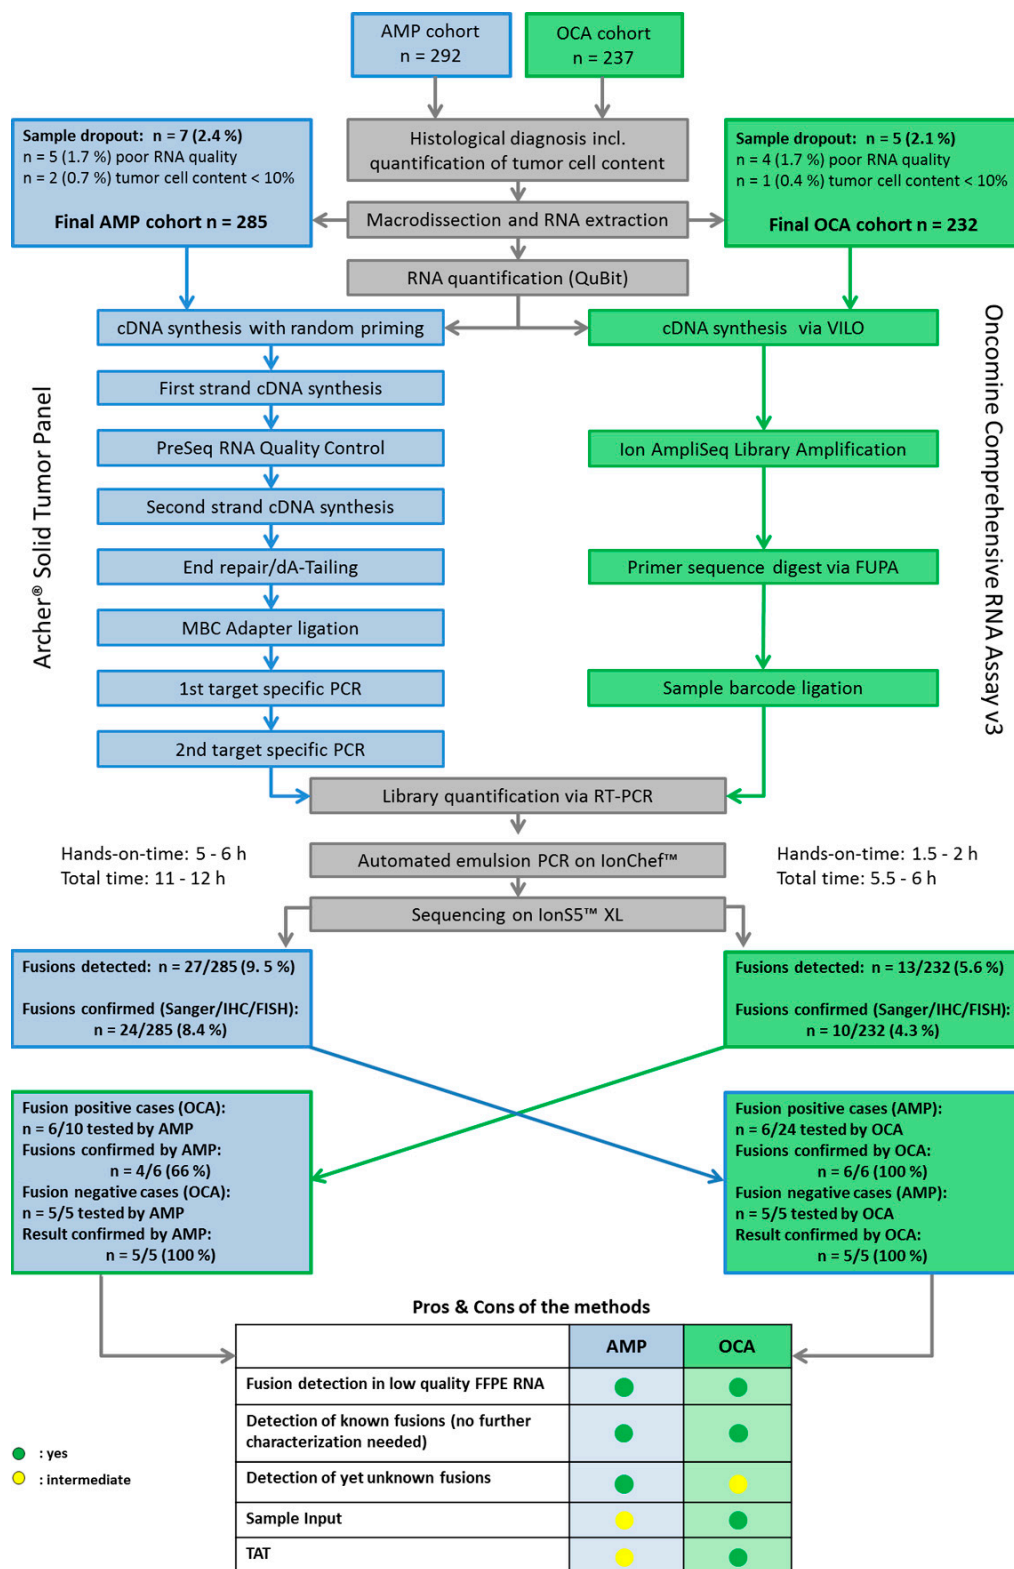 AMP cohort
n = 292
OCA cohort
n = 237
Sample dropout: n = 7 (2.4 %)
n = 5 (1.7 %) poor RNA quality
n = 2 (0.7 %) tumor cell content < 10%
Final AMP cohort n = 285
Histological diagnosis incl.
quantification of tumor cell content
Macrodissection and RNA extraction
RNA quantification (QuBit)
Sample dropout: n = 5 (2.1 %)
n = 4 (1.7 %) poor RNA quality
n = 1 (0.4 %) tumor cell content < 10%
Final OCA cohort n = 232
Archer® Solid Tumor Panel
cDNA synthesis with random priming
First strand cDNA synthesis
PreSeq RNA Quality Control
Second strand cDNA synthesis
End repair/dA-Tailing
MBC Adapter ligation
1st target specific PCR
2nd target specific PCR
cDNA synthesis via VILO
Ion AmpliSeq Library Amplification
Primer sequence digest via FUPA
Sample barcode ligation
Oncomine Comprehensive RNA Assay v3
Library quantification via RT-PCR
Hands-on-time: 5 - 6 h
Total time: 11 - 12 h
Automated emulsion PCR on IonChef™
Hands-on-time: 1.5 - 2 h
Total time: 5.5 - 6 h
Sequencing on IonS5™ XL
Fusions detected: n = 27/285 (9. 5 %)
Fusions confirmed (Sanger/IHC/FISH):
n = 24/285 (8.4 %)
Fusions detected: n = 13/232 (5.6 %)
Fusions confirmed (Sanger/IHC/FISH):
n = 10/232 (4.3 %)
Fusion positive cases (OCA):
n = 6/10 tested by AMP
Fusions confirmed by AMP:
n = 4/6 (66 %)
Fusion negative cases (OCA):
n = 5/5 tested by AMP
Result confirmed by AMP:
n = 5/5 (100 %)
Fusion positive cases (AMP):
n = 6/24 tested by OCA
Fusions confirmed by OCA:
n = 6/6 (100 %)
Fusion negative cases (AMP):
n = 5/5 tested by OCA
Result confirmed by OCA:
n = 5/5 (100 %)
Pros & Cons of the methods
AMP OCA
Fusion detection in low quality FFPE RNA
Detection of known fusions (no further
characterization needed)
Detection of yet unknown fusions
Sample Input
TAT
: yes
: intermediate